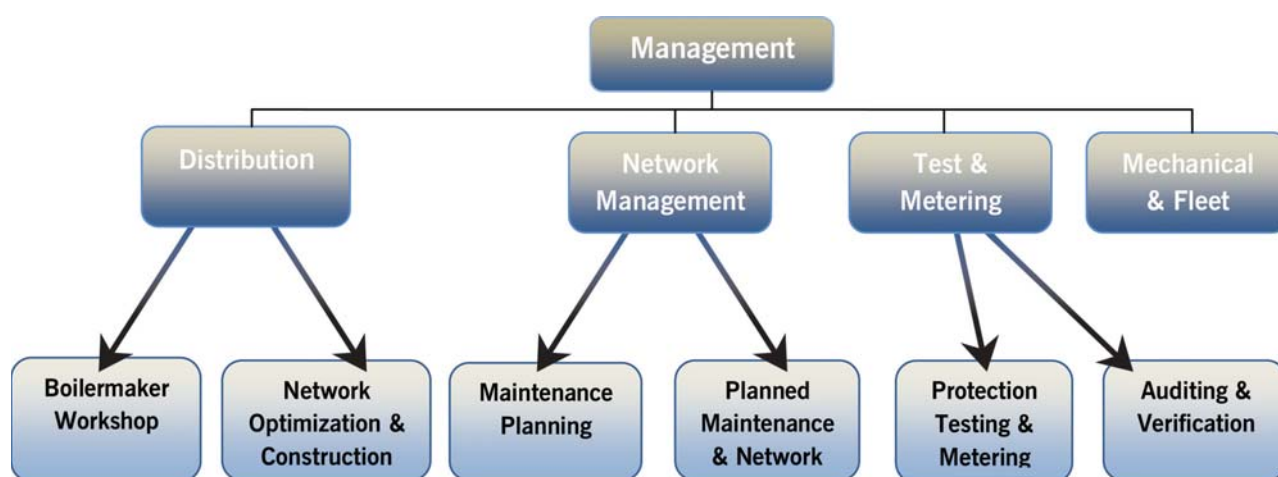 Management
Distribution
Network
Management
Test &
Metering
Mechanical
& Fleet
Boilermaker
Workshop
Network
Optimization &
Construction
Maintenance
Planning
Planned
Maintenance
& Network
Protection
Testing &
Metering
Auditing &
Verification